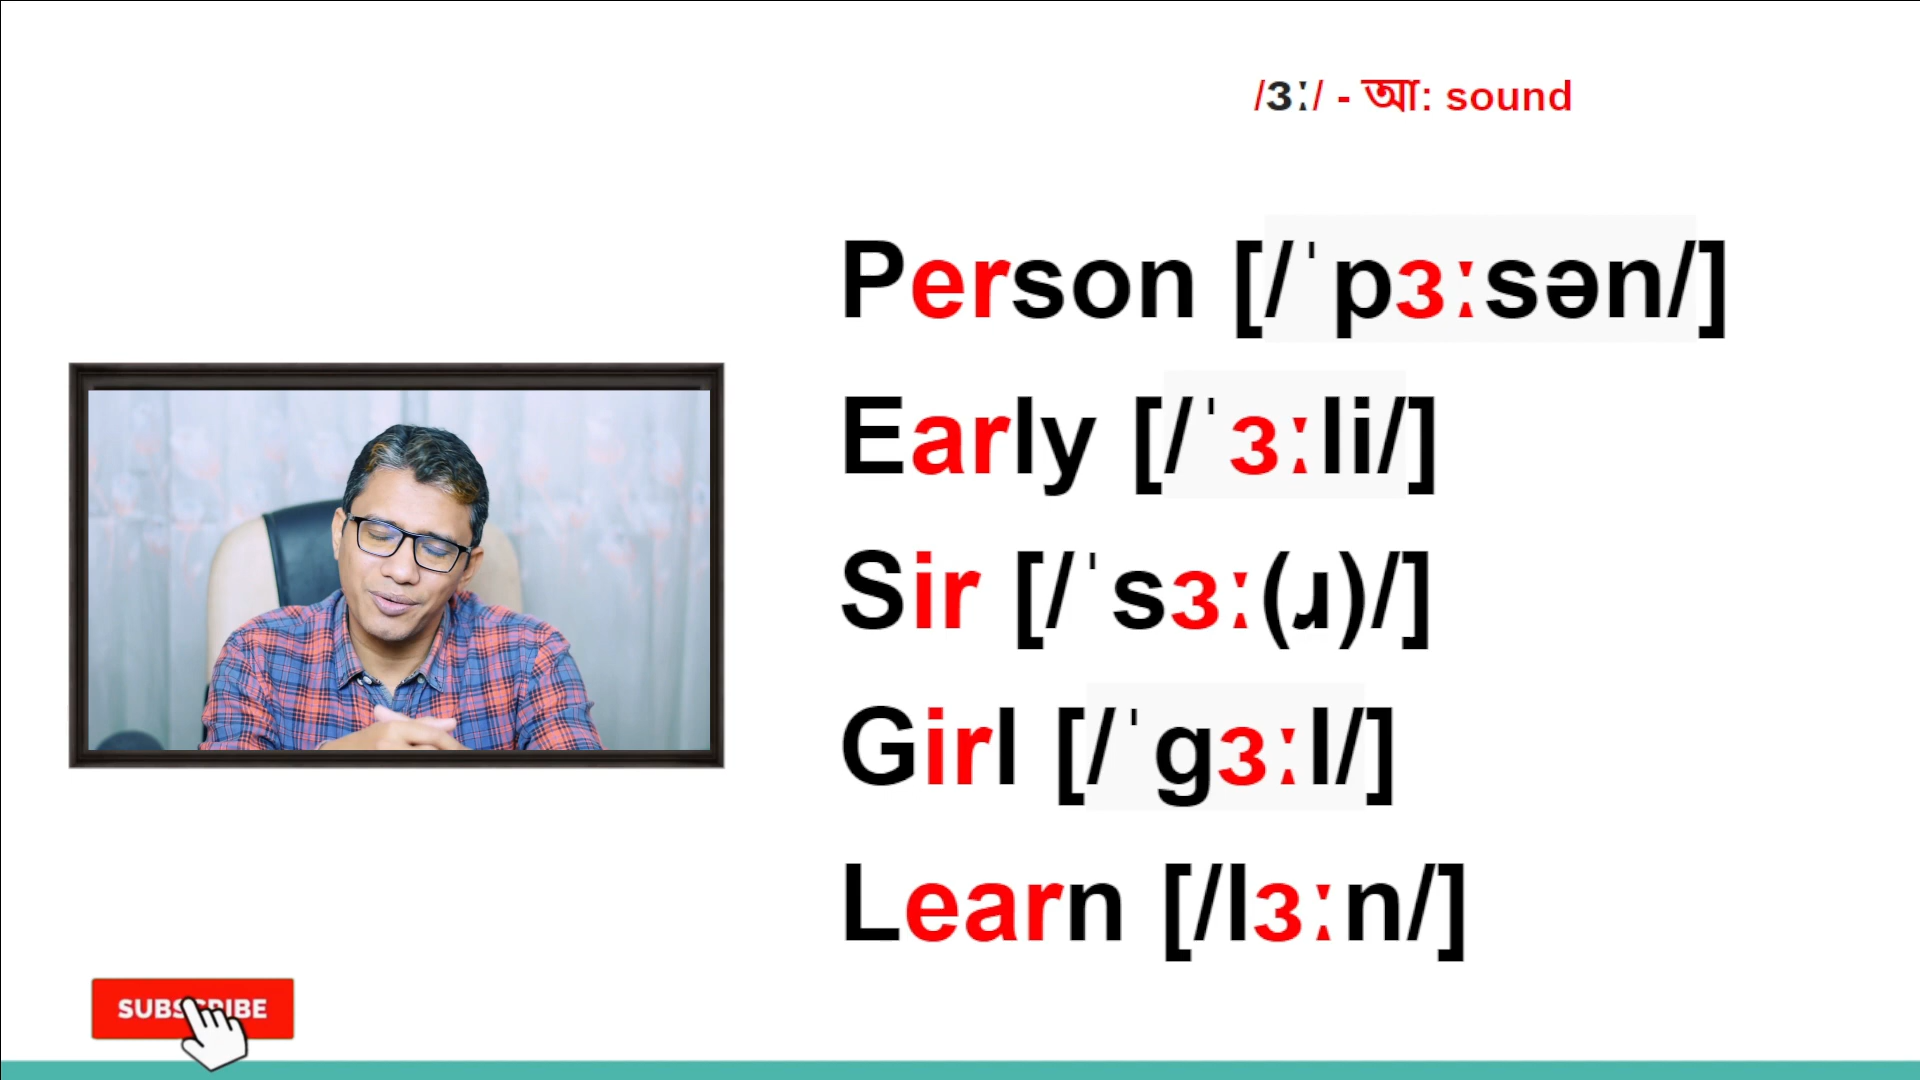 /ɜː/ - আ: sound
Person [/ˈpɜːsən/]
Early [/ˈɜːli/]
Sir [/ˈsɜː(ɹ)/]
Girl [/ˈgɜːl/]
Learn [/lɜːn/]
SUBSCRIBE